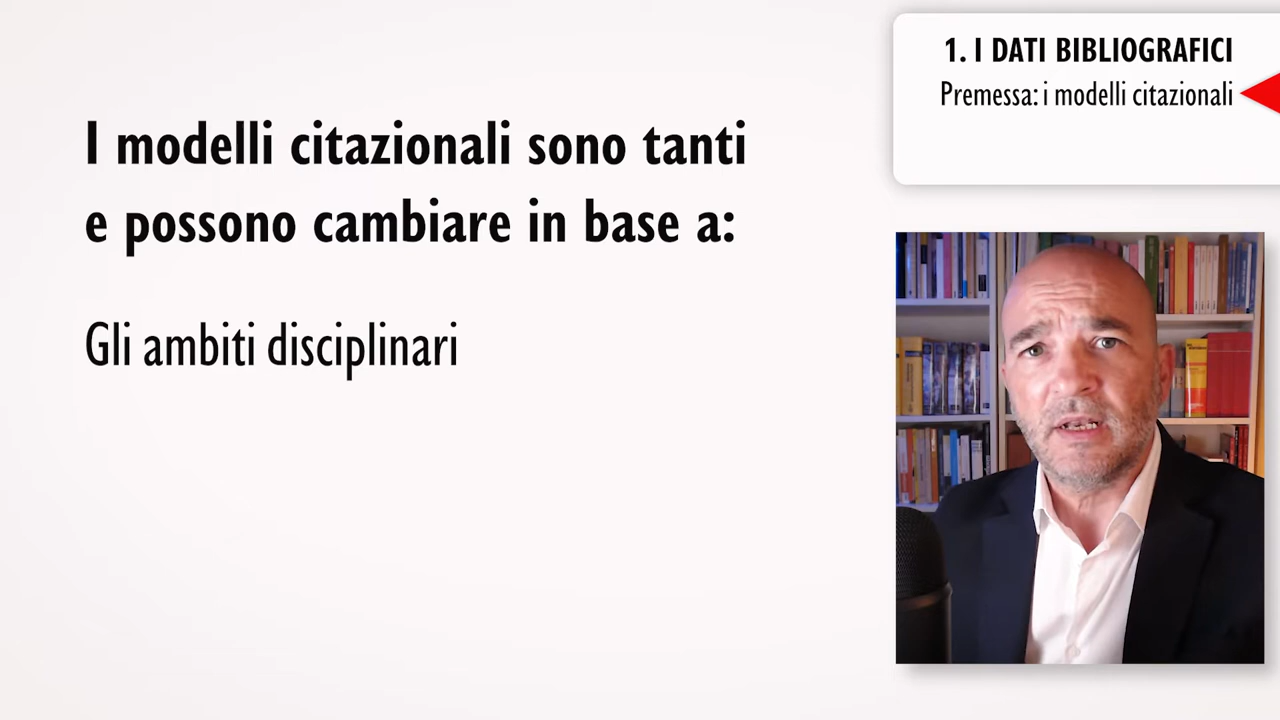 1. I DATI BIBLIOGRAFICI
Premessa: i modelli citazionali
I modelli citazionali sono tanti
e possono cambiare in base a:
Gli ambiti disciplinari